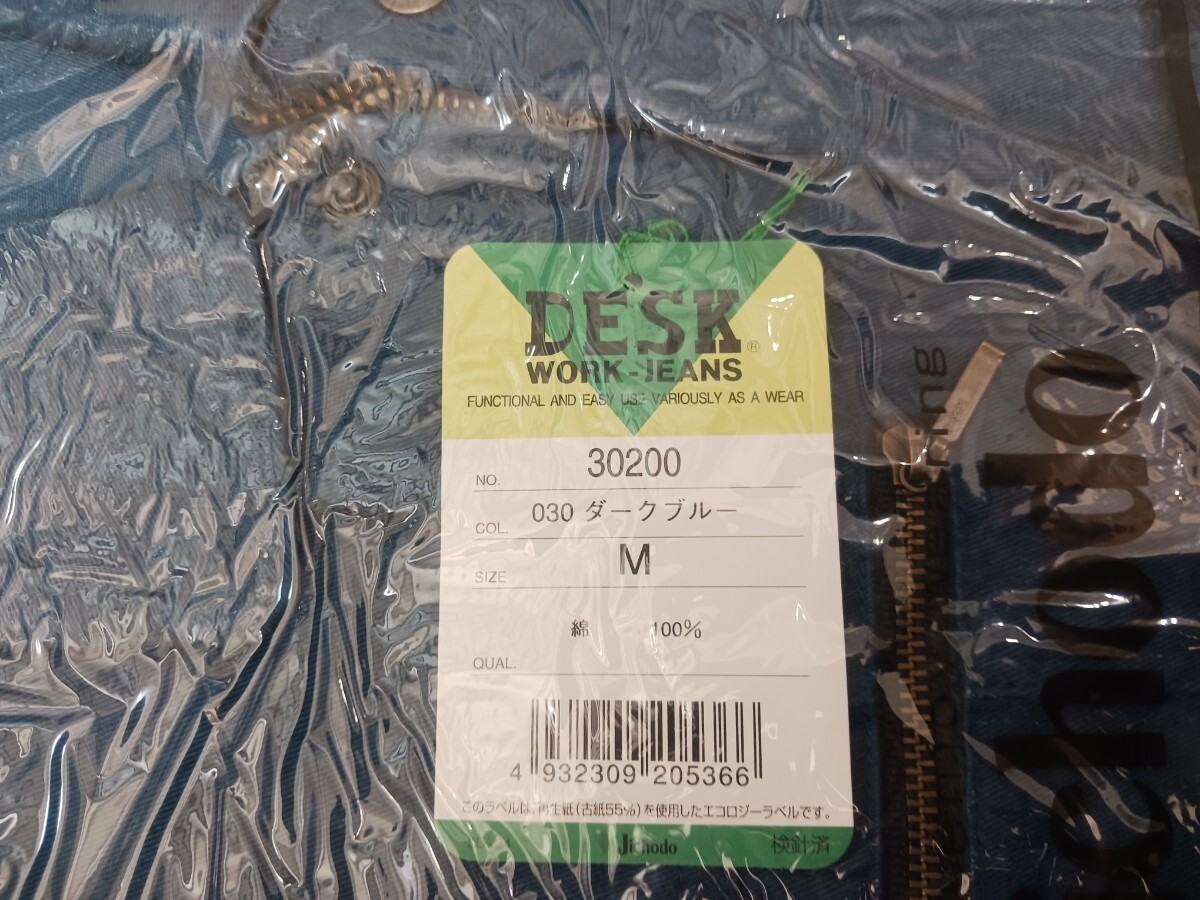 DESK®
WORK-JEANS
FUNCTIONAL AND EASY USE VARIOUSLY AS A WEAR
NO. 30200
COL. 030 ダークブルー
SIZE M
綿 100%
QUAL.
4 932309 205366
このラベルは、再生紙(古紙55%)を使用したエコロジーラベルです。
Jichodo 検針済
chodo